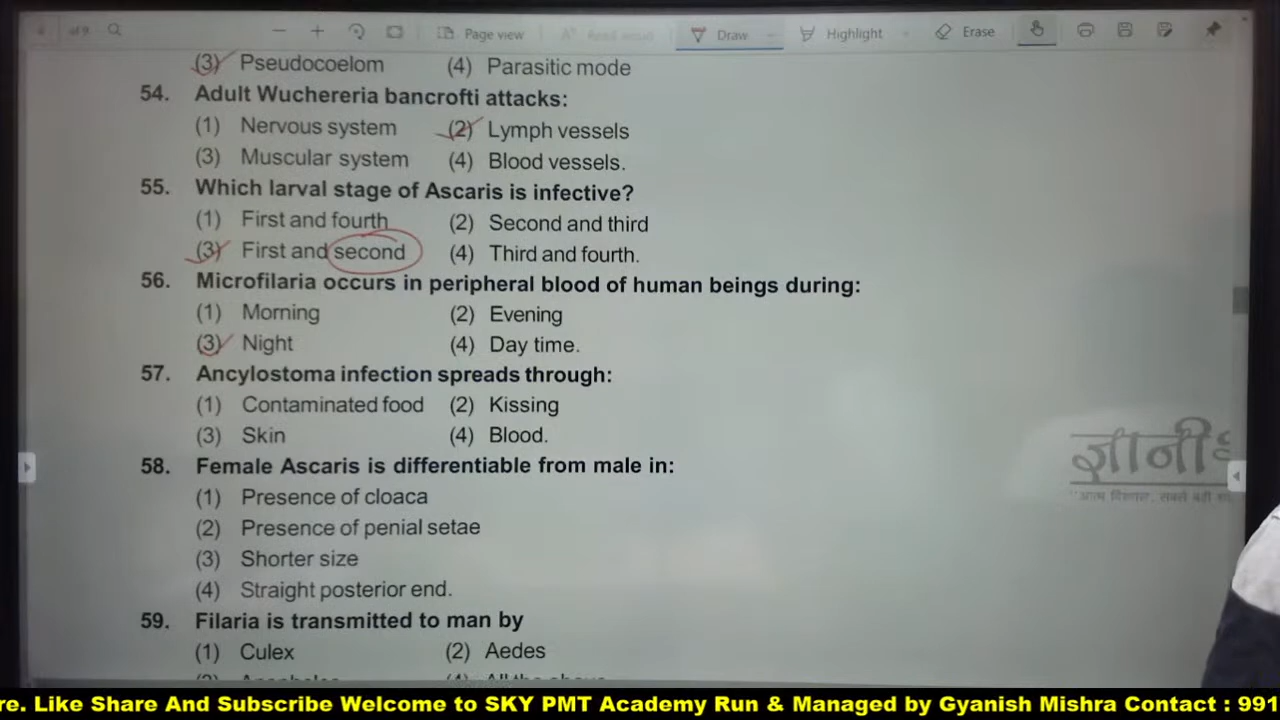 of 9
Page view
Read aloud
Draw
Highlight
Erase
(3) Pseudocoelom (4) Parasitic mode
54. Adult Wuchereria bancrofti attacks:
(1) Nervous system (2) Lymph vessels
(3) Muscular system (4) Blood vessels.
55. Which larval stage of Ascaris is infective?
(1) First and fourth (2) Second and third
(3) First and second (4) Third and fourth.
56. Microfilaria occurs in peripheral blood of human beings during:
(1) Morning (2) Evening
(3) Night (4) Day time.
57. Ancylostoma infection spreads through:
(1) Contaminated food (2) Kissing
(3) Skin (4) Blood.
58. Female Ascaris is differentiable from male in:
(1) Presence of cloaca
(2) Presence of penial setae
(3) Shorter size
(4) Straight posterior end.
59. Filaria is transmitted to man by
(1) Culex (2) Aedes
re. Like Share And Subscribe Welcome to SKY PMT Academy Run & Managed by Gyanish Mishra Contact : 991